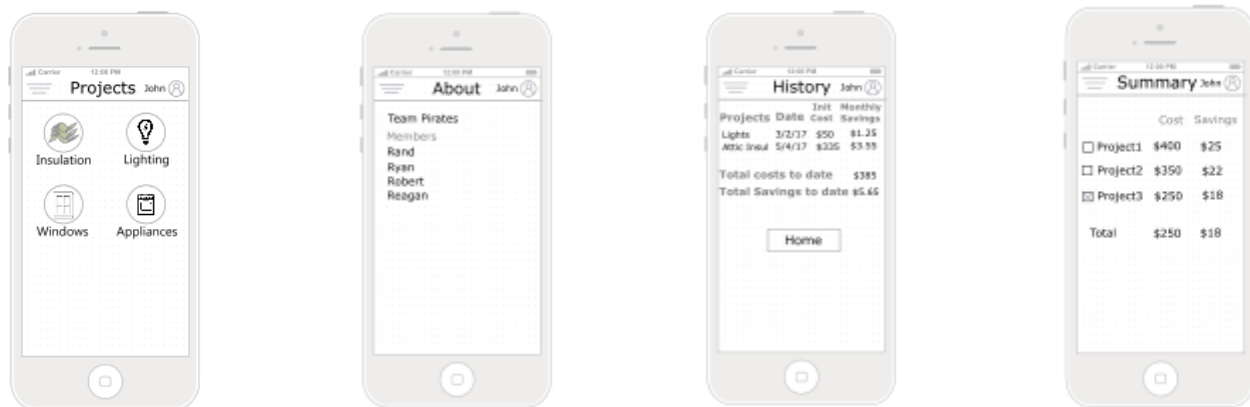 Carrier 12:00 PM
Projects John
Insulation Lighting
Windows Appliances
Carrier 12:00 PM
About John
Team Pirates
Members
Rand
Ryan
Robert
Reagan
Carrier 12:00 PM
History John
Projects Date Init Cost Monthly Savings
Lights 3/2/17 $50 $1.25
Attic Insul 5/4/17 $335 $3.55
Total costs to date $385
Total Savings to date $5.65
Home
Carrier 12:00 PM
Summary John
Cost Savings
Project1 $400 $25
Project2 $350 $22
Project3 $250 $18
Total $250 $18